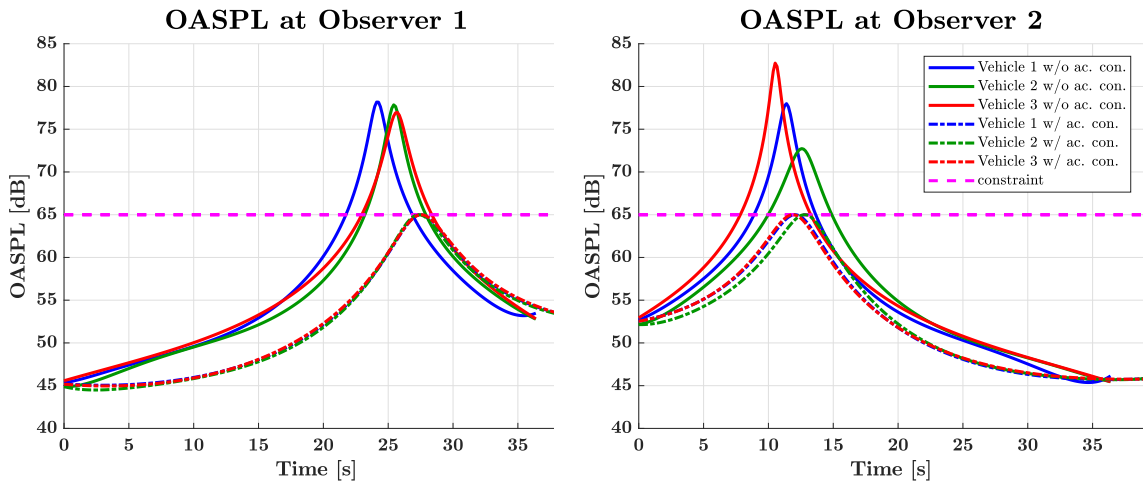 OASPL at Observer 1
OASPL [dB]
85
80
75
70
65
60
55
50
45
40
0 5 10 15 20 25 30 35
Time [s]
OASPL at Observer 2
OASPL [dB]
85
80
75
70
65
60
55
50
45
40
0 5 10 15 20 25 30 35
Time [s]
Vehicle 1 w/o ac. con.
Vehicle 2 w/o ac. con.
Vehicle 3 w/o ac. con.
Vehicle 1 w/ ac. con.
Vehicle 2 w/ ac. con.
Vehicle 3 w/ ac. con.
constraint